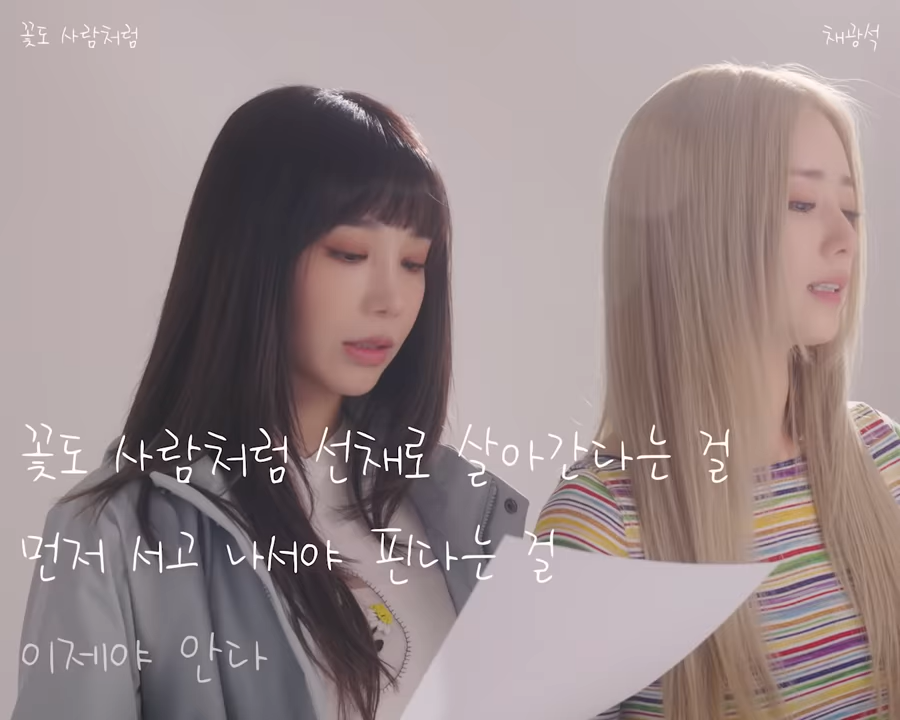 꽃도 사람처럼
채광석
꽃도 사람처럼 선채로 살아간다는 걸
먼저 서고 나서야 핀다는 걸
이제야 안다